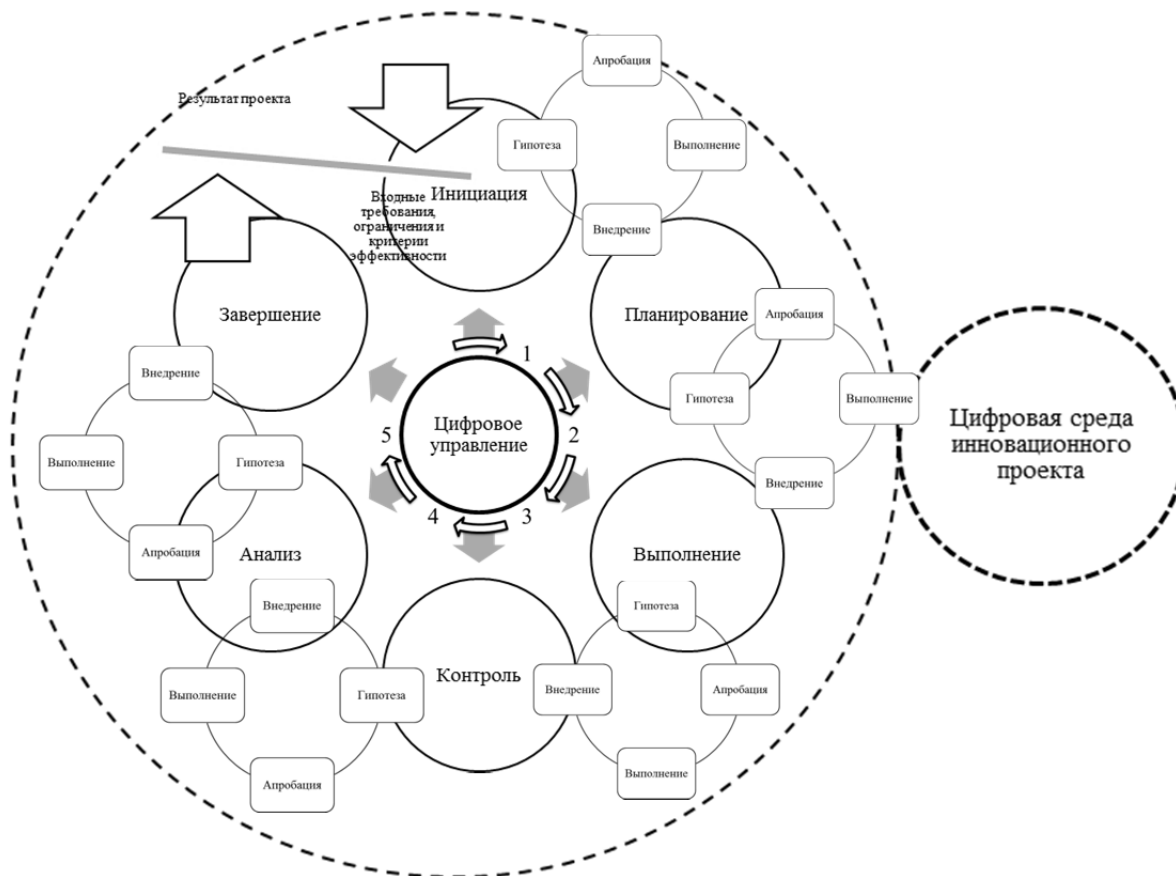 Апробация
Результат проекта
Гипотеза
Выполнение
Инициация
Входные
требования,
ограничения и
критерии
эффективности
Внедрение
Завершение
Планирование
Апробация
Гипотеза
Выполнение
Внедрение
Цифровая среда
инновационного
проекта
1
2
3
4
5
Цифровое
управление
Внедрение
Выполнение
Гипотеза
Апробация
Анализ
Выполнение
Внедрение
Гипотеза
Выполнение
Гипотеза
Апробация
Контроль
Внедрение
Апробация
Выполнение